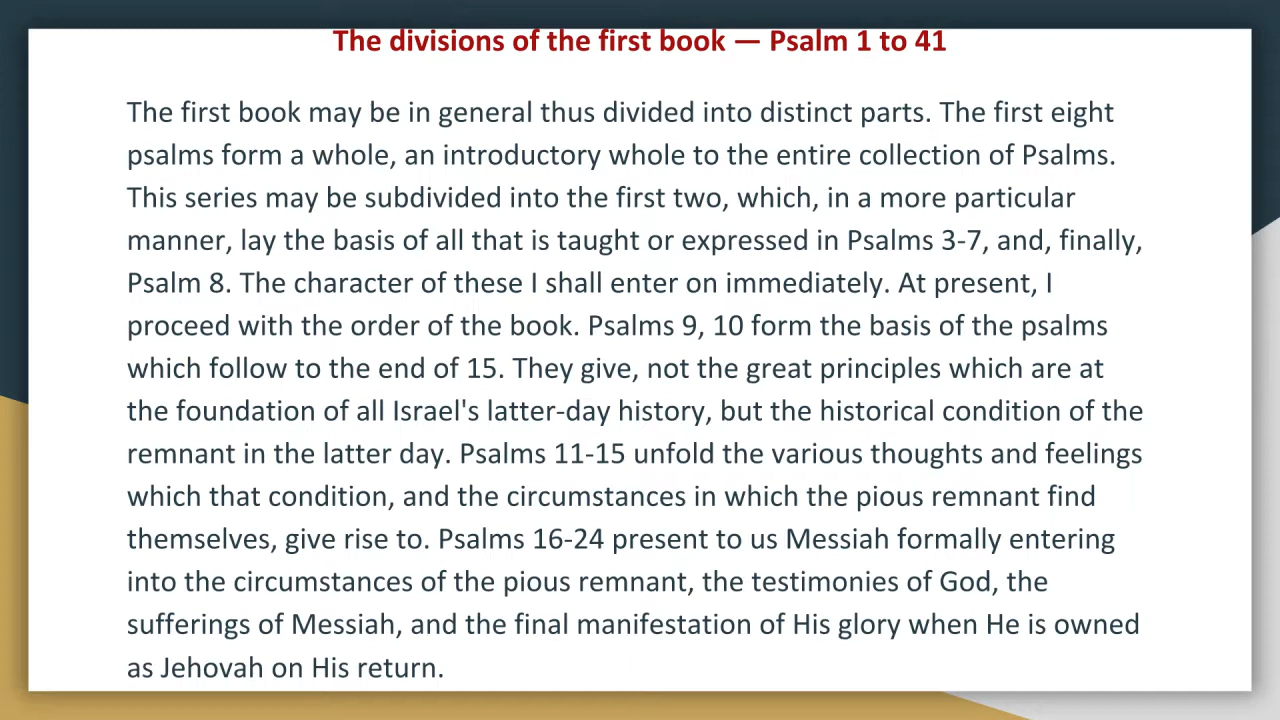 The divisions of the first book — Psalm 1 to 41
The first book may be in general thus divided into distinct parts. The first eight
psalms form a whole, an introductory whole to the entire collection of Psalms.
This series may be subdivided into the first two, which, in a more particular
manner, lay the basis of all that is taught or expressed in Psalms 3-7, and, finally,
Psalm 8. The character of these I shall enter on immediately. At present, I
proceed with the order of the book. Psalms 9, 10 form the basis of the psalms
which follow to the end of 15. They give, not the great principles which are at
the foundation of all Israel's latter-day history, but the historical condition of the
remnant in the latter day. Psalms 11-15 unfold the various thoughts and feelings
which that condition, and the circumstances in which the pious remnant find
themselves, give rise to. Psalms 16-24 present to us Messiah formally entering
into the circumstances of the pious remnant, the testimonies of God, the
sufferings of Messiah, and the final manifestation of His glory when He is owned
as Jehovah on His return.